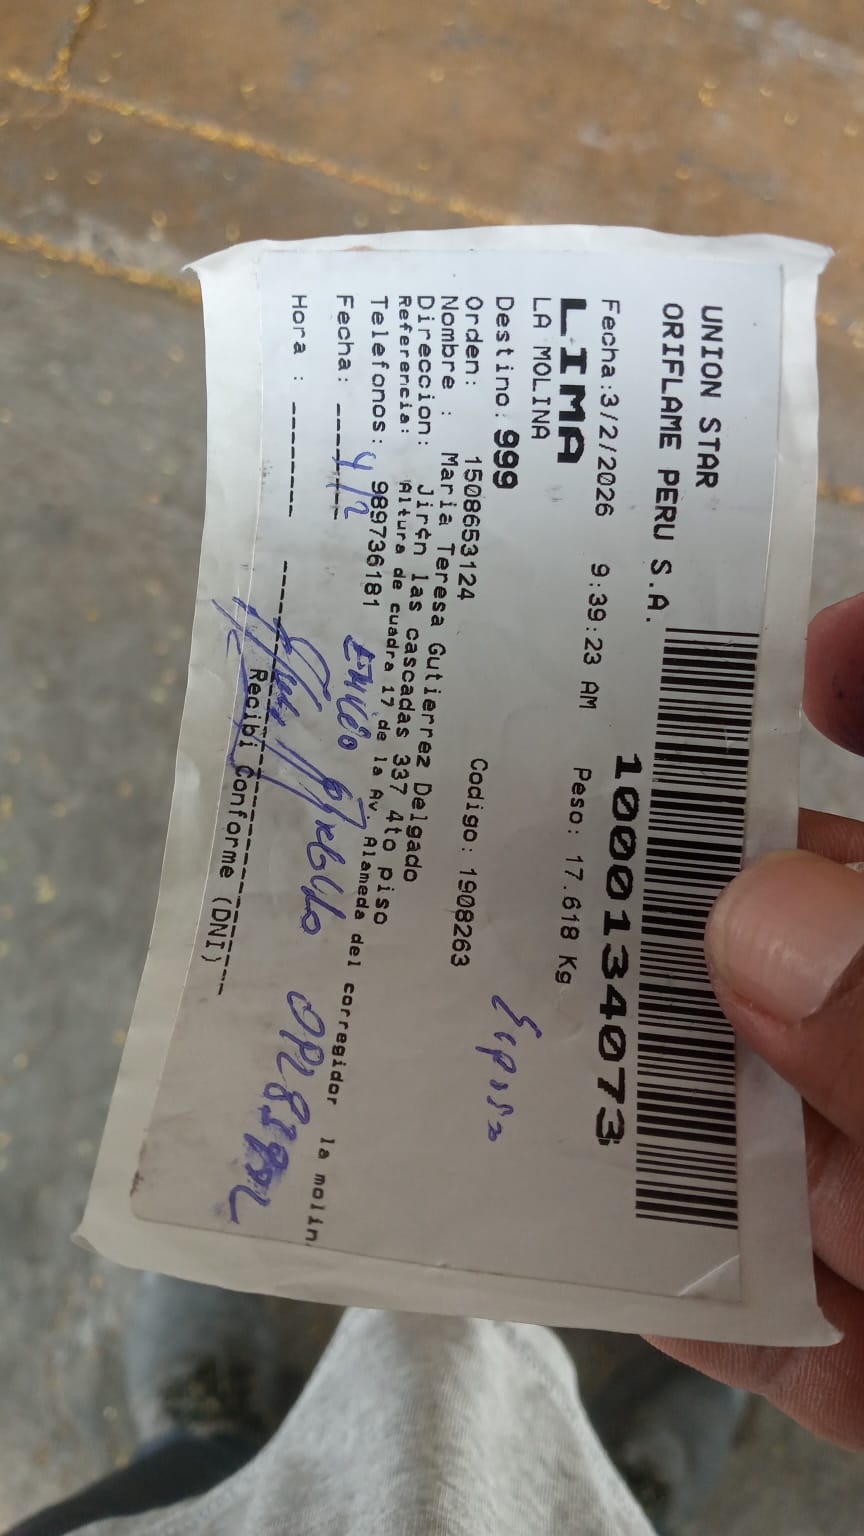 UNION STAR
ORIFLAME PERU S.A.
1000134073
Fecha:3/2/2026 9:39:23 AM Peso: 17.618 Kg
LIMA
LA MOLINA
Destino: 999
Orden: 1508653124 Codigo: 1908263
Nombre : Maria Teresa Gutierrez Delgado
Direccion: Jir¢n las cascadas 337 4to piso
Referencia: Altura de cuadra 17 de la Av. Alameda del corregidor la molin
Telefonos: 989736181
Fecha: 4/2
Hora :
Recibi Conforme (DNI)